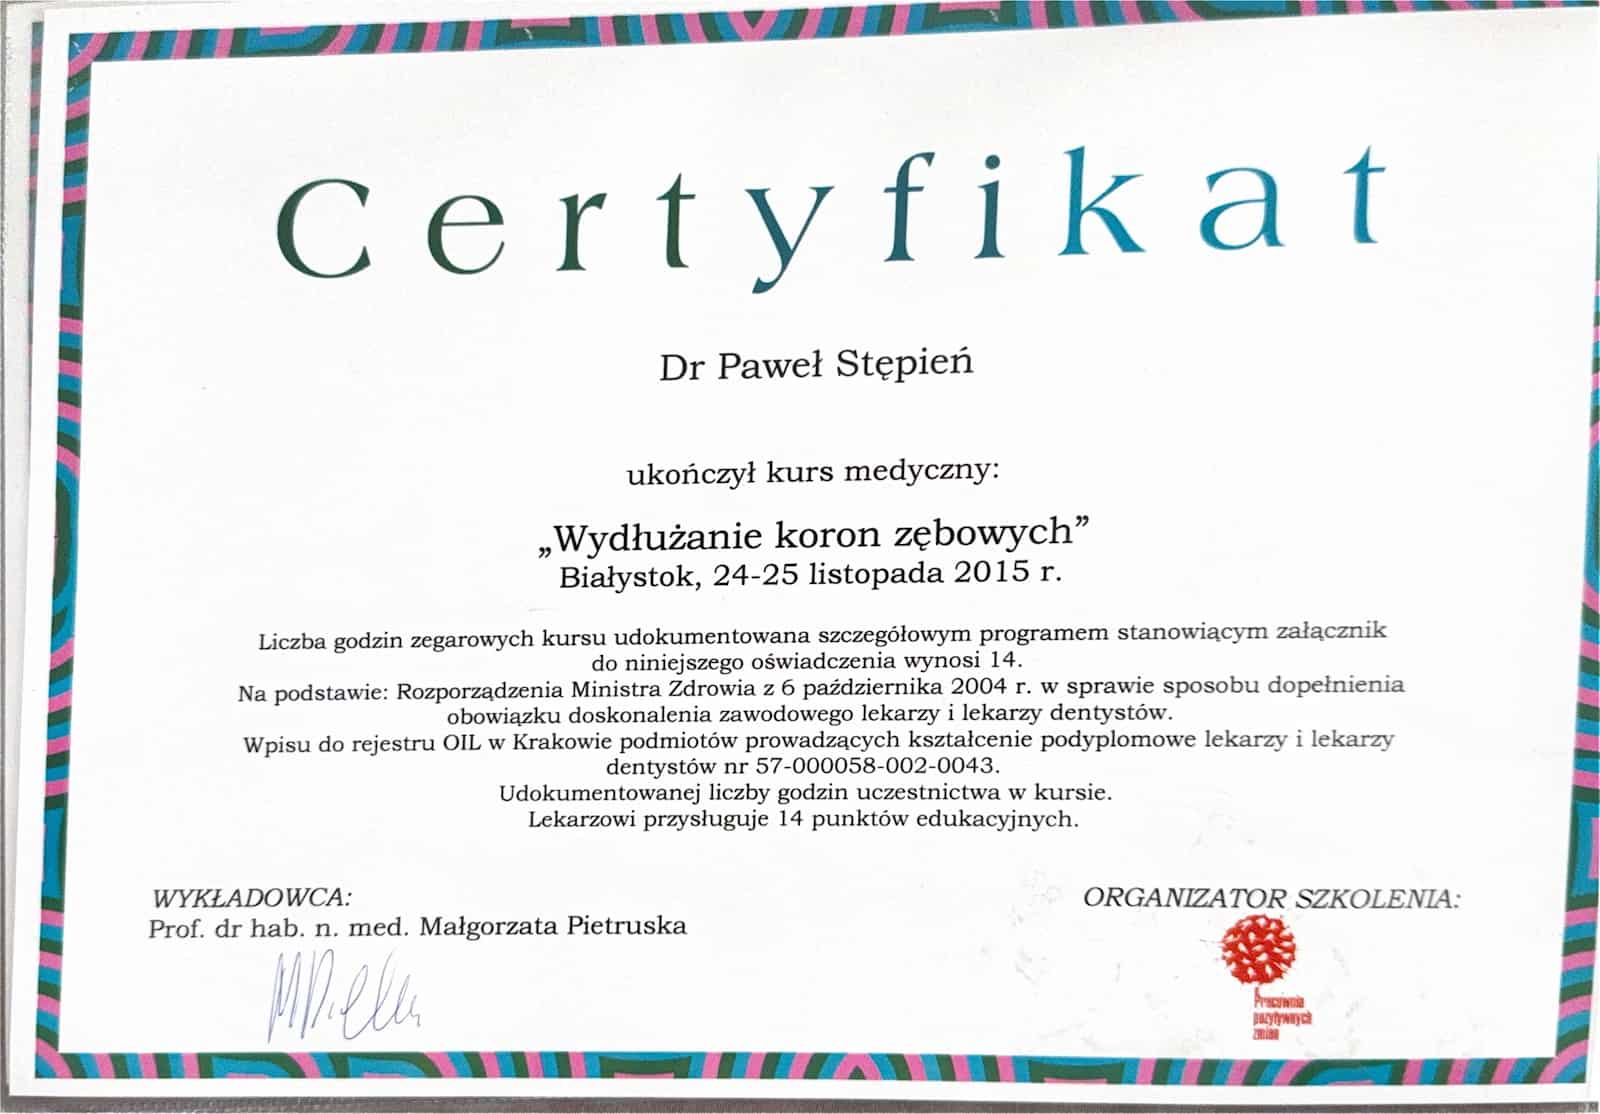 Certyfikat
Dr Paweł Stępień
ukończył kurs medyczny:
„Wydłużanie koron zębowych”
Białystok, 24-25 listopada 2015 r.
Liczba godzin zegarowych kursu udokumentowana szczegółowym programem stanowiącym załącznik
do niniejszego oświadczenia wynosi 14.
Na podstawie: Rozporządzenia Ministra Zdrowia z 6 października 2004 r. w sprawie sposobu dopełnienia
obowiązku doskonalenia zawodowego lekarzy i lekarzy dentystów.
Wpisu do rejestru OIL w Krakowie podmiotów prowadzących kształcenie podyplomowe lekarzy i lekarzy
dentystów nr 57-000058-002-0043.
Udokumentowanej liczby godzin uczestnictwa w kursie.
Lekarzowi przysługuje 14 punktów edukacyjnych.
WYKŁADOWCA:
Prof. dr hab. n. med. Małgorzata Pietruska
ORGANIZATOR SZKOLENIA:
Pracownia
pozytywnych
zmian